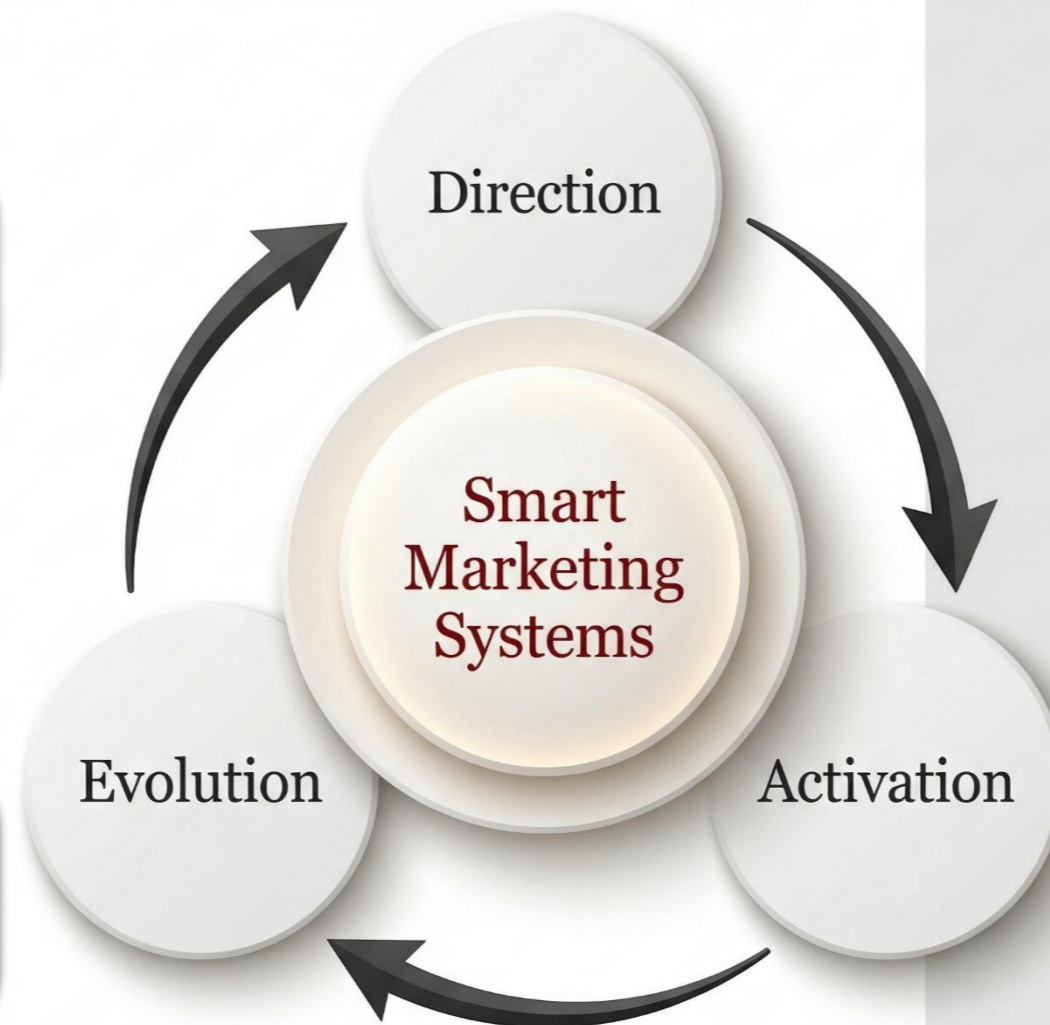 Direction
Smart
Marketing
Systems
Evolution
Activation